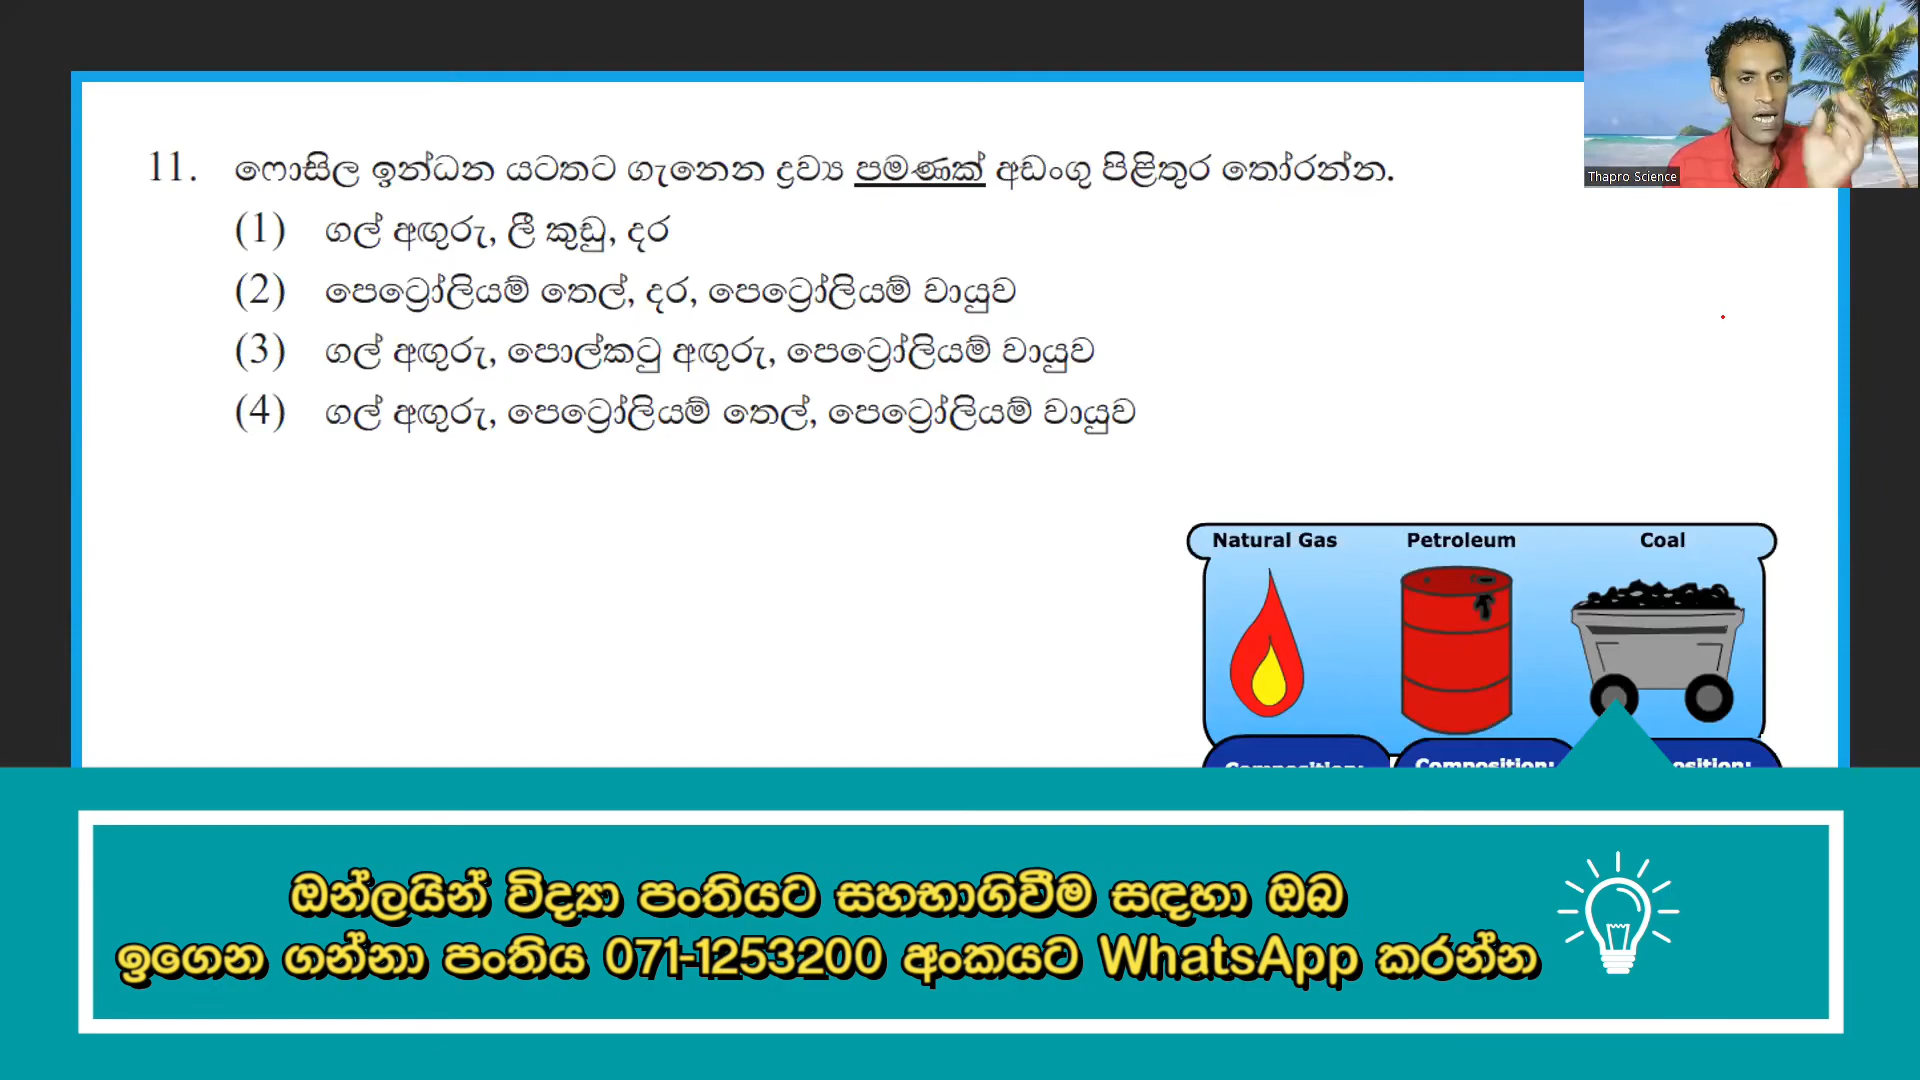 Thapro Science
11. ෆොසිල ඉන්ධන යටතට ගැනෙන ද්‍රව්‍ය පමණක් අඩංගු පිළිතුර තෝරන්න.
(1) ගල් අඟුරු, ලී කුඩු, දර
(2) පෙට්‍රෝලියම් තෙල්, දර, පෙට්‍රෝලියම් වායුව
(3) ගල් අඟුරු, පොල්කටු අඟුරු, පෙට්‍රෝලියම් වායුව
(4) ගල් අඟුරු, පෙට්‍රෝලියම් තෙල්, පෙට්‍රෝලියම් වායුව
Natural Gas Petroleum Coal
Composition: Composition:
ඔන්ලයින් විද්‍යා පංතියට සහභාගිවීම සඳහා ඔබ
ඉගෙන ගන්නා පංතිය 071-1253200 අංකයට WhatsApp කරන්න